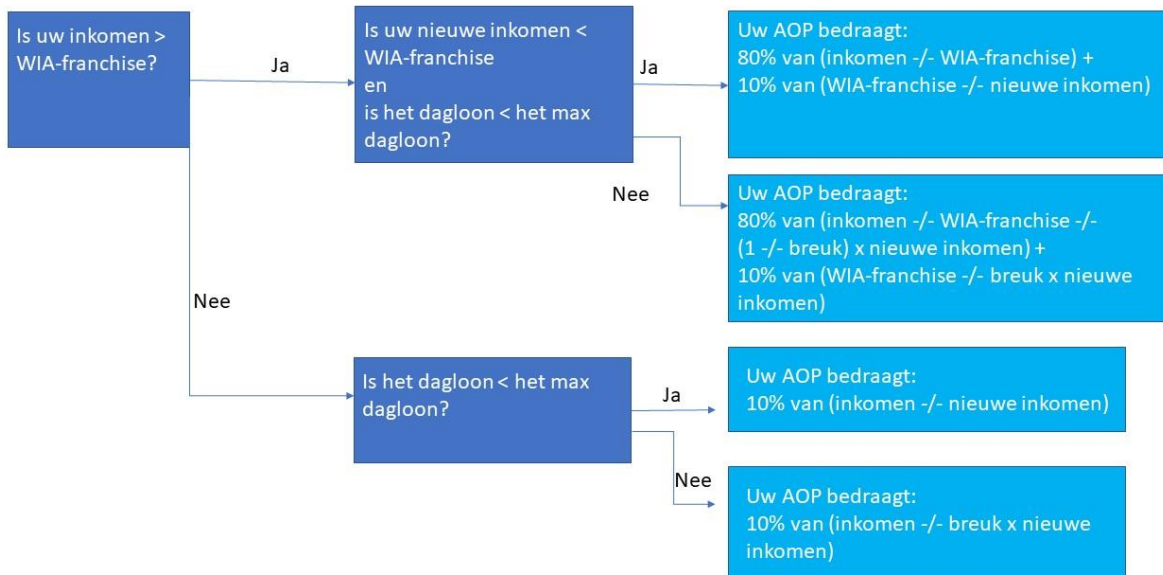 Is uw inkomen >
WIA-franchise?
Ja
Is uw nieuwe inkomen <
WIA-franchise
en
is het dagloon < het max
dagloon?
Ja
Uw AOP bedraagt:
80% van (inkomen -/- WIA-franchise) +
10% van (WIA-franchise -/- nieuwe inkomen)
Nee
Uw AOP bedraagt:
80% van (inkomen -/- WIA-franchise -/-
(1 -/- breuk) x nieuwe inkomen) +
10% van (WIA-franchise -/- breuk x nieuwe
inkomen)
Nee
Is het dagloon < het max
dagloon?
Ja
Uw AOP bedraagt:
10% van (inkomen -/- nieuwe inkomen)
Nee
Uw AOP bedraagt:
10% van (inkomen -/- breuk x nieuwe
inkomen)